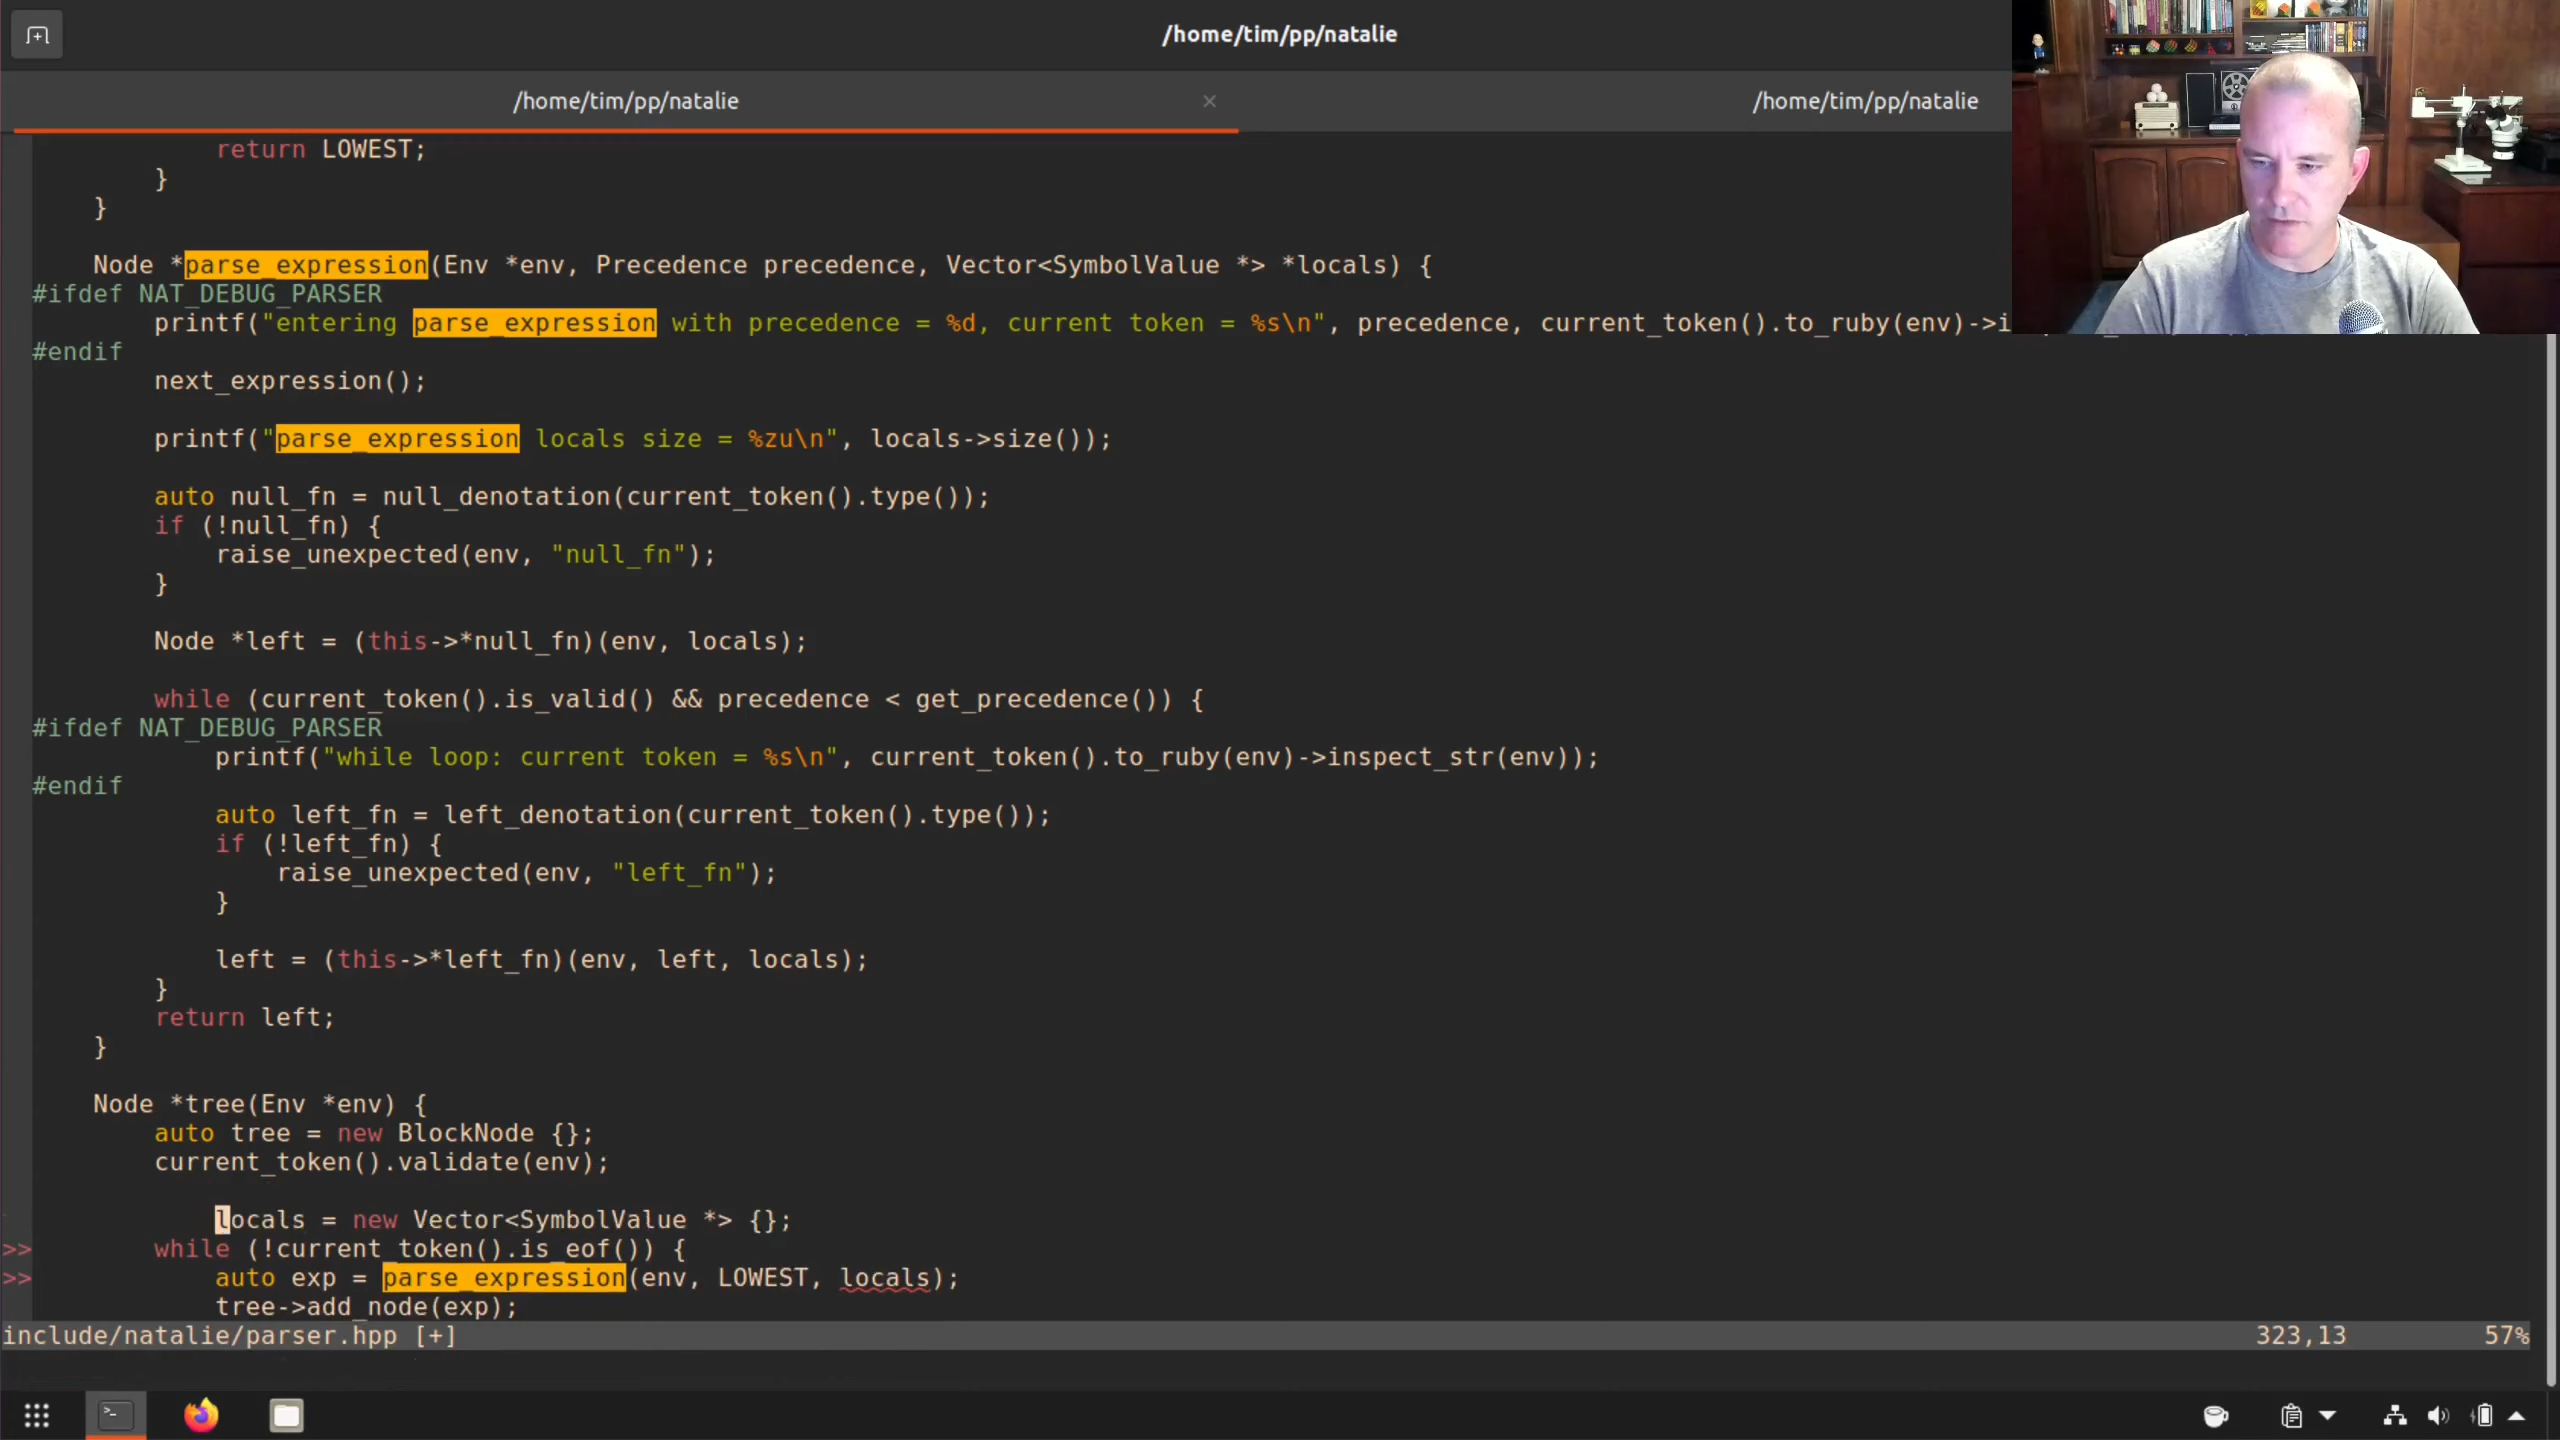 /home/tim/pp/natalie
/home/tim/pp/natalie ×
/home/tim/pp/natalie
return LOWEST;
}
}
Node *parse_expression(Env *env, Precedence precedence, Vector<SymbolValue *> *locals) {
#ifdef NAT_DEBUG_PARSER
printf("entering parse_expression with precedence = %d, current token = %s\n", precedence, current_token().to_ruby(env)->i
#endif
next_expression();
printf("parse_expression locals size = %zu\n", locals->size());
auto null_fn = null_denotation(current_token().type());
if (!null_fn) {
raise_unexpected(env, "null_fn");
}
Node *left = (this->*null_fn)(env, locals);
while (current_token().is_valid() && precedence < get_precedence()) {
#ifdef NAT_DEBUG_PARSER
printf("while loop: current token = %s\n", current_token().to_ruby(env)->inspect_str(env));
#endif
auto left_fn = left_denotation(current_token().type());
if (!left_fn) {
raise_unexpected(env, "left_fn");
}
left = (this->*left_fn)(env, left, locals);
}
return left;
}
Node *tree(Env *env) {
auto tree = new BlockNode {};
current_token().validate(env);
locals = new Vector<SymbolValue *> {};
>> while (!current_token().is_eof()) {
>> auto exp = parse_expression(env, LOWEST, locals);
tree->add_node(exp);
include/natalie/parser.hpp [+] 323,13 57%